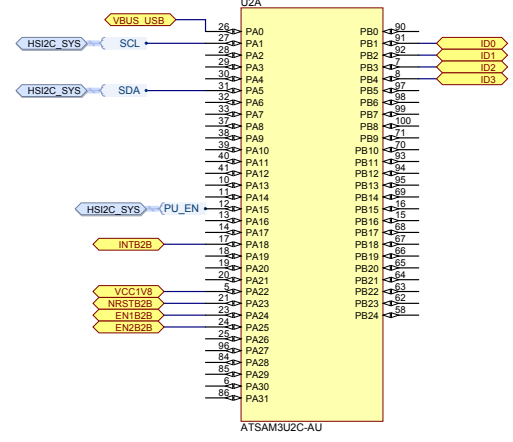 U2A
VBUS_USB 26 PA0 PB0 90
HSI2C_SYS SCL 27 PA1 PB1 91 ID0
28 PA2 PB2 92 ID1
29 PA3 PB3 7 ID2
30 PA4 PB4 8 ID3
HSI2C_SYS SDA 31 PA5 PB5 97
32 PA6 PB6 98
33 PA7 PB7 99
37 PA8 PB8 100
38 PA9 PB9 71
39 PA10 PB10 70
40 PA11 PB11 93
41 PA12 PB12 94
10 PA13 PB13 95
11 PA14 PB14 69
HSI2C_SYS PU_EN 12 PA15 PB15 16
13 PA16 PB16 15
14 PA17 PB17 68
INTB2B 17 PA18 PB18 67
18 PA19 PB19 66
19 PA20 PB20 65
20 PA21 PB21 64
VCC1V8 5 PA22 PB22 63
NRSTB2B 21 PA23 PB23 62
EN1B2B 23 PA24 PB24 58
EN2B2B 24 PA25
25 PA26
96 PA27
84 PA28
85 PA29
6 PA30
86 PA31
ATSAM3U2C-AU